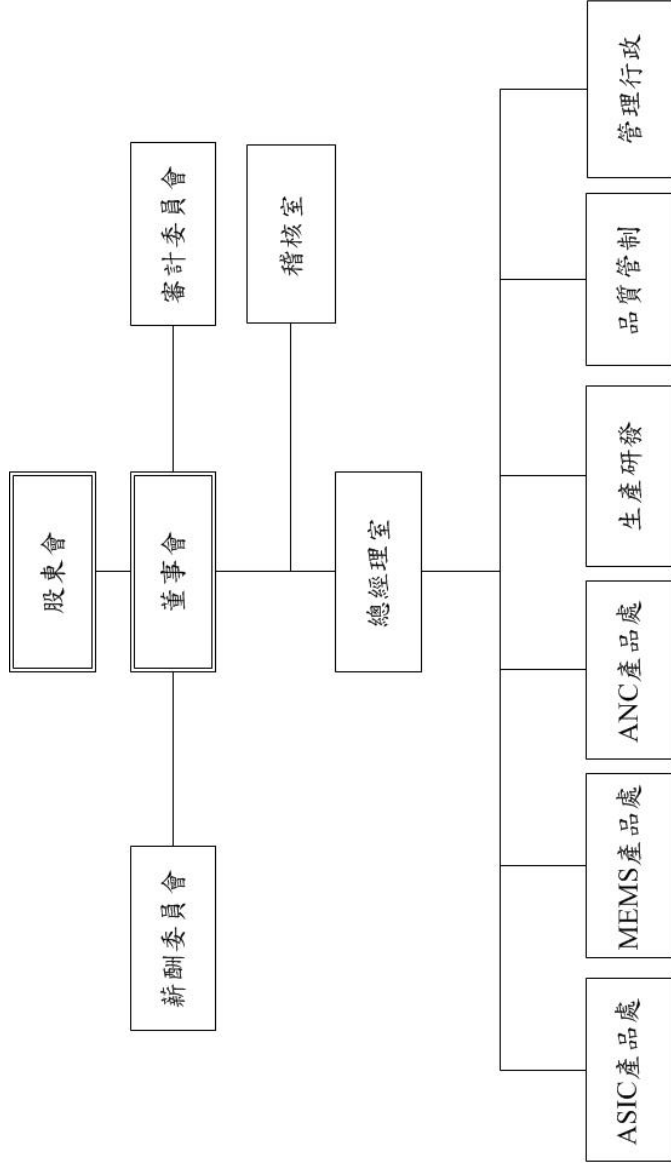 股東會
董事會
薪酬委員會
審計委員會
稽核室
總經理室
ASIC產品處
MEMS產品處
ANC產品處
生產研發
品質管制
管理行政